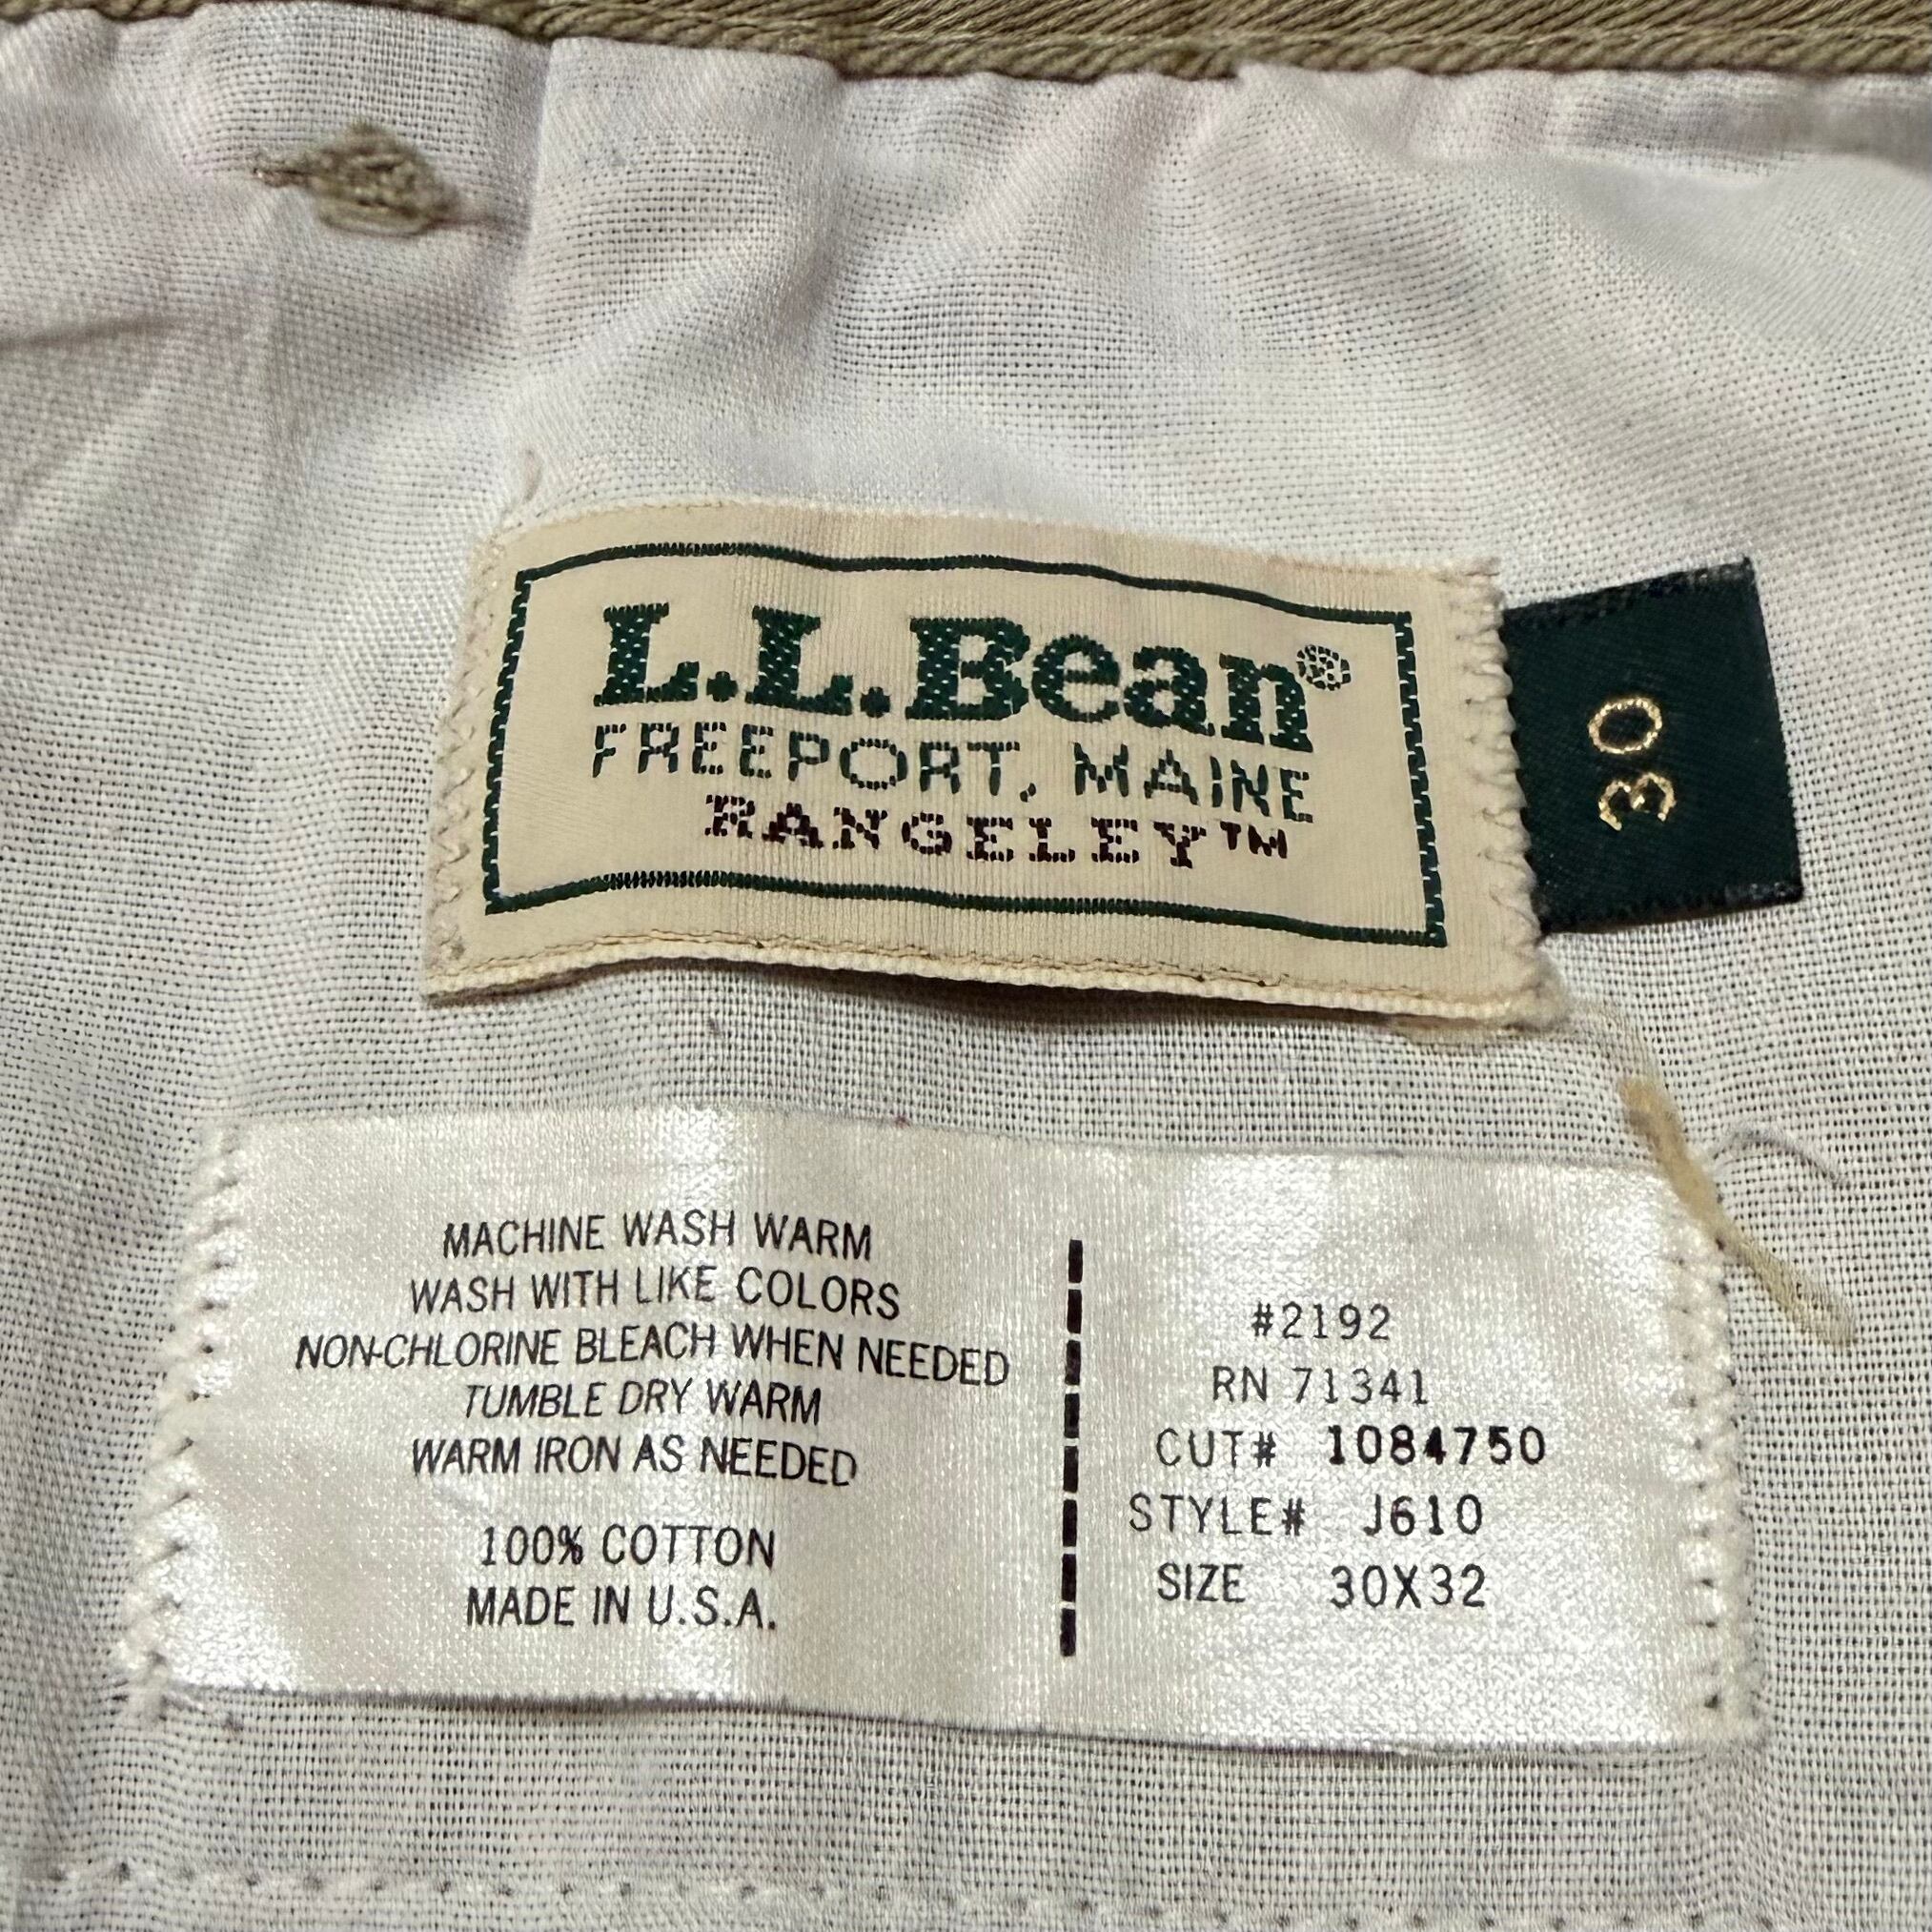 L.L.Bean®
FREEPORT, MAINE
RANGELEY™
30
MACHINE WASH WARM
WASH WITH LIKE COLORS
NON-CHLORINE BLEACH WHEN NEEDED
TUMBLE DRY WARM
WARM IRON AS NEEDED
100% COTTON
MADE IN U.S.A.
#2192
RN 71341
CUT# 1084750
STYLE# J610
SIZE 30X32